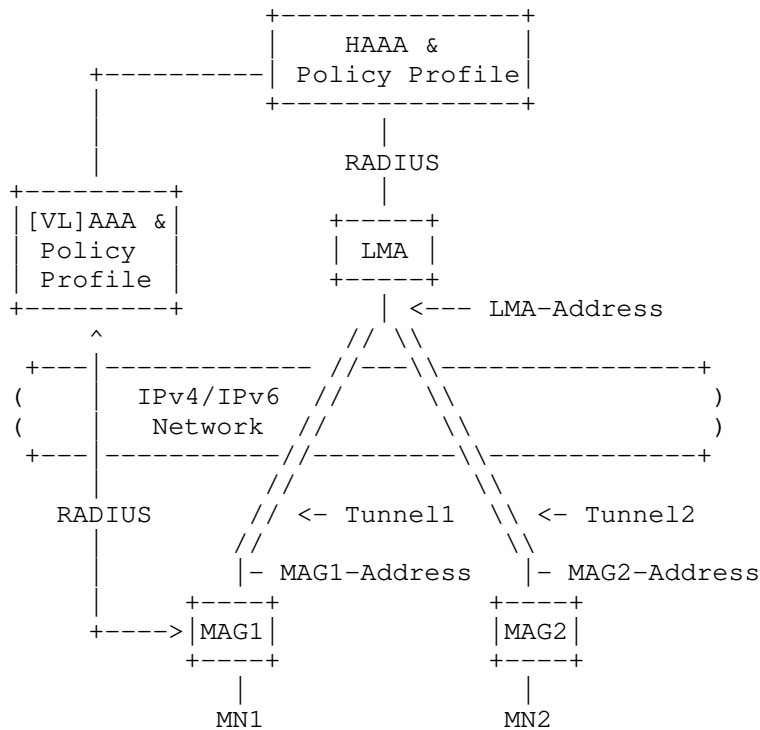 HAAA &
Policy Profile
RADIUS
[VL]AAA &
Policy
Profile
LMA
<--- LMA-Address
IPv4/IPv6
Network
RADIUS
<- Tunnel1
<- Tunnel2
|- MAG1-Address
|- MAG2-Address
MAG1
MAG2
MN1
MN2